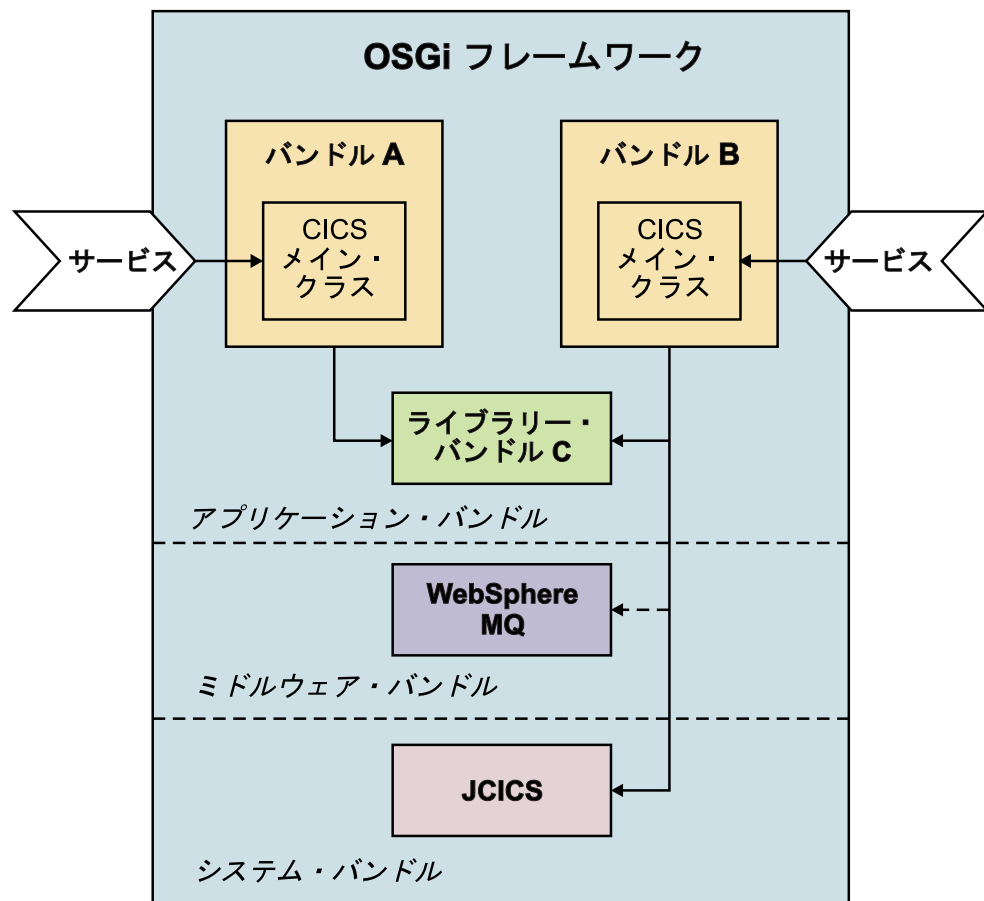 OSGi フレームワーク
バンドル A
バンドル B
CICS
メイン・
クラス
CICS
メイン・
クラス
サービス
サービス
ライブラリー・
バンドル C
アプリケーション・バンドル
WebSphere
MQ
ミドルウェア・バンドル
JCICS
システム・バンドル